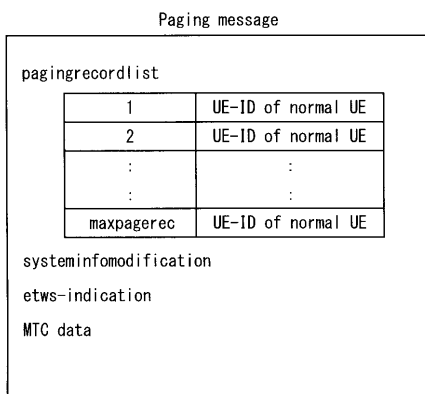 Paging message
pagingrecordlist
1 UE-ID of normal UE
2 UE-ID of normal UE
: :
: :
maxpagerec UE-ID of normal UE
systeminfomodification
etws-indication
MTC data